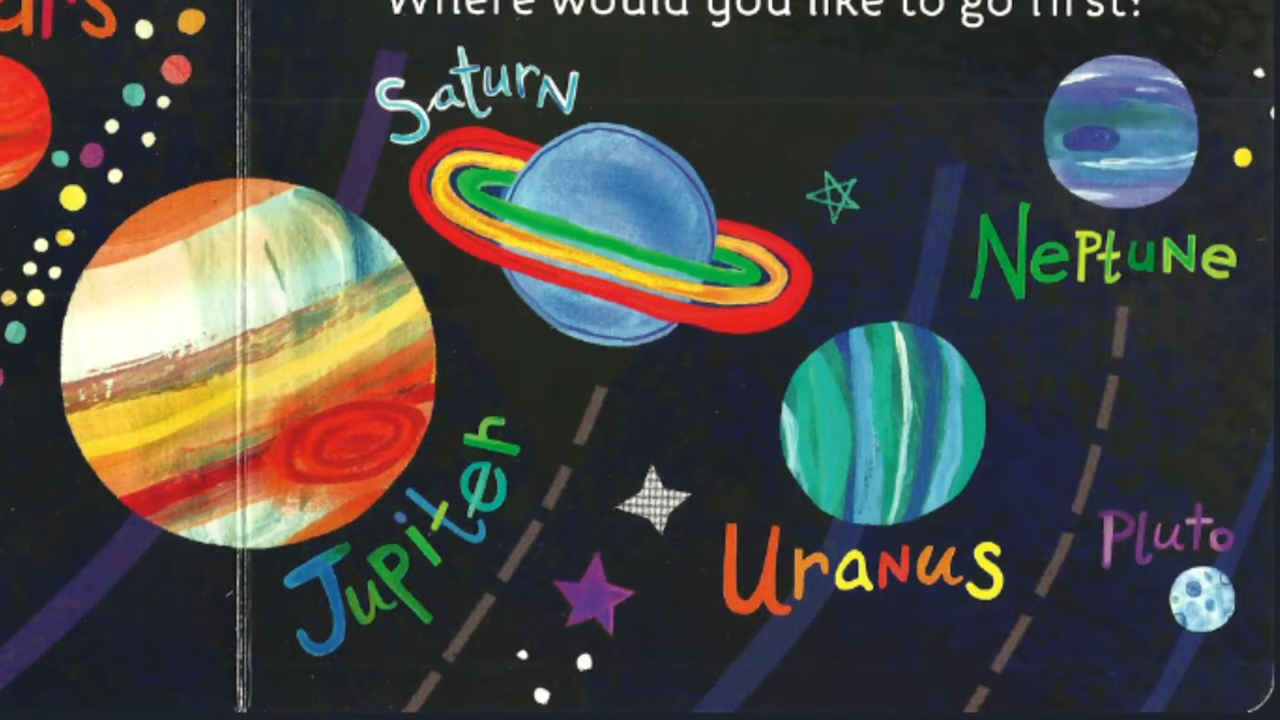 Where would you like to go first?
Saturn
Neptune
Jupiter
Uranus
Pluto